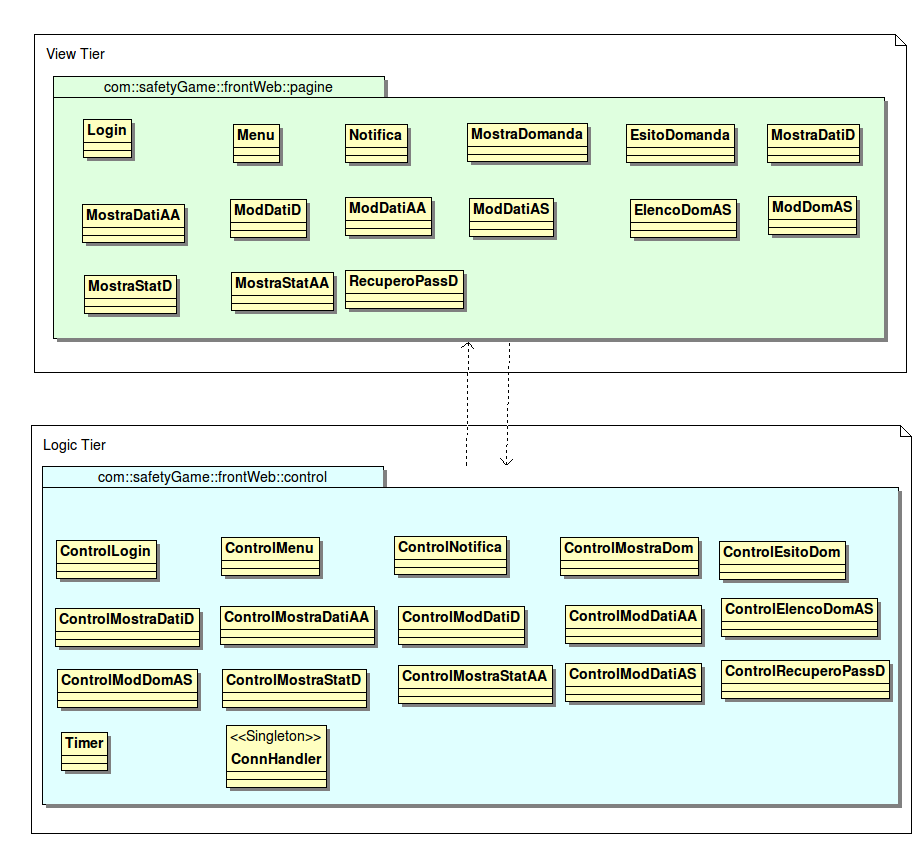 View Tier
com::safetyGame::frontWeb::pagine
Login
Menu
Notifica
MostraDomanda
EsitoDomanda
MostraDatiD
MostraDatiAA
ModDatiD
ModDatiAA
ModDatiAS
ElencoDomAS
ModDomAS
MostraStatD
MostraStatAA
RecuperoPassD
Logic Tier
com::safetyGame::frontWeb::control
ControlLogin
ControlMenu
ControlNotifica
ControlMostraDom
ControlEsitoDom
ControlMostraDatiD
ControlMostraDatiAA
ControlModDatiD
ControlModDatiAA
ControlElencoDomAS
ControlModDomAS
ControlMostraStatD
ControlMostraStatAA
ControlModDatiAS
ControlRecuperoPassD
Timer
<<Singleton>>
ConnHandler